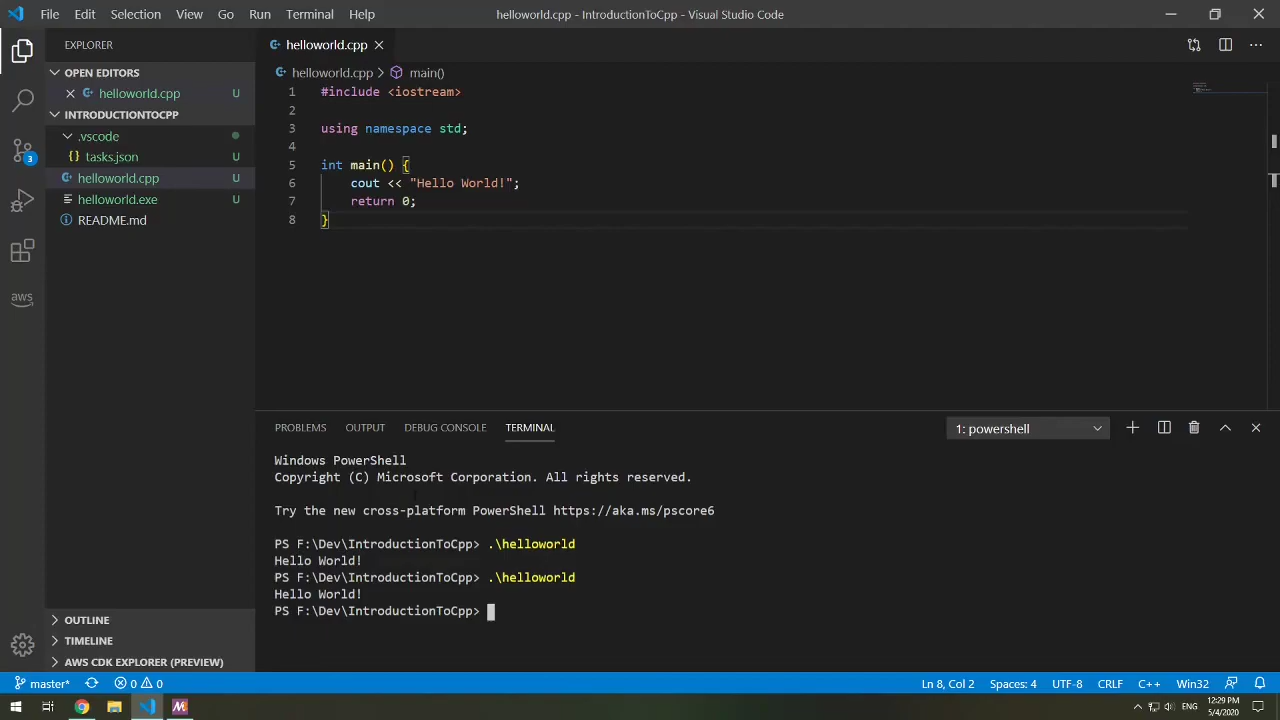 File Edit Selection View Go Run Terminal Help helloworld.cpp - IntroductionToCpp - Visual Studio Code
EXPLORER
OPEN EDITORS
helloworld.cpp U
INTRODUCTIONTOCPP
.vscode
{} tasks.json U
helloworld.cpp U
helloworld.exe U
README.md
OUTLINE
TIMELINE
AWS CDK EXPLORER (PREVIEW)
3
aws
helloworld.cpp
helloworld.cpp > main()
1 #include <iostream>
2
3 using namespace std;
4
5 int main() {
6 cout << "Hello World!";
7 return 0;
8 }
PROBLEMS OUTPUT DEBUG CONSOLE TERMINAL 1: powershell
Windows PowerShell
Copyright (C) Microsoft Corporation. All rights reserved.
Try the new cross-platform PowerShell https://aka.ms/pscore6
PS F:\Dev\IntroductionToCpp> .\helloworld
Hello World!
PS F:\Dev\IntroductionToCpp> .\helloworld
Hello World!
PS F:\Dev\IntroductionToCpp>
master* 0 0 Ln 8, Col 2 Spaces: 4 UTF-8 CRLF C++ Win32
ENG 12:29 PM
5/4/2020